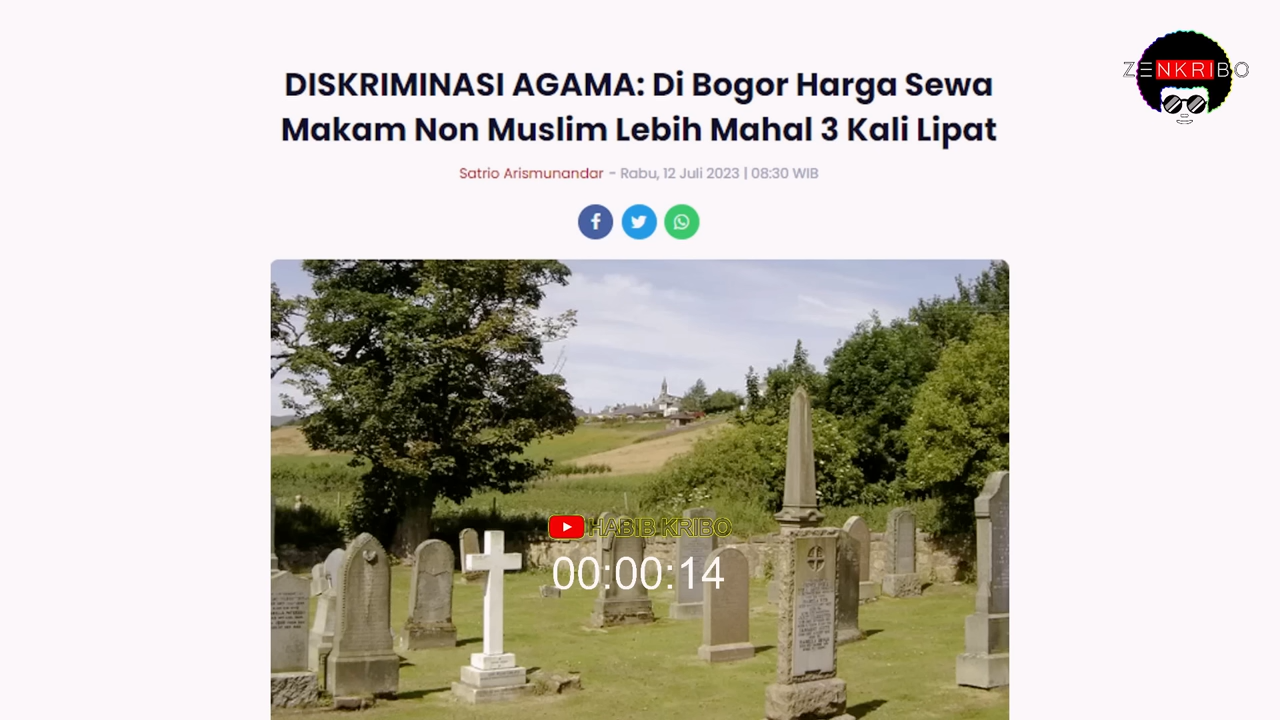 DISKRIMINASI AGAMA: Di Bogor Harga Sewa
Makam Non Muslim Lebih Mahal 3 Kali Lipat
Satrio Arismunandar - Rabu, 12 Juli 2023 | 08:30 WIB
ZENKRIBO
HABIB KRIBO
00:00:14